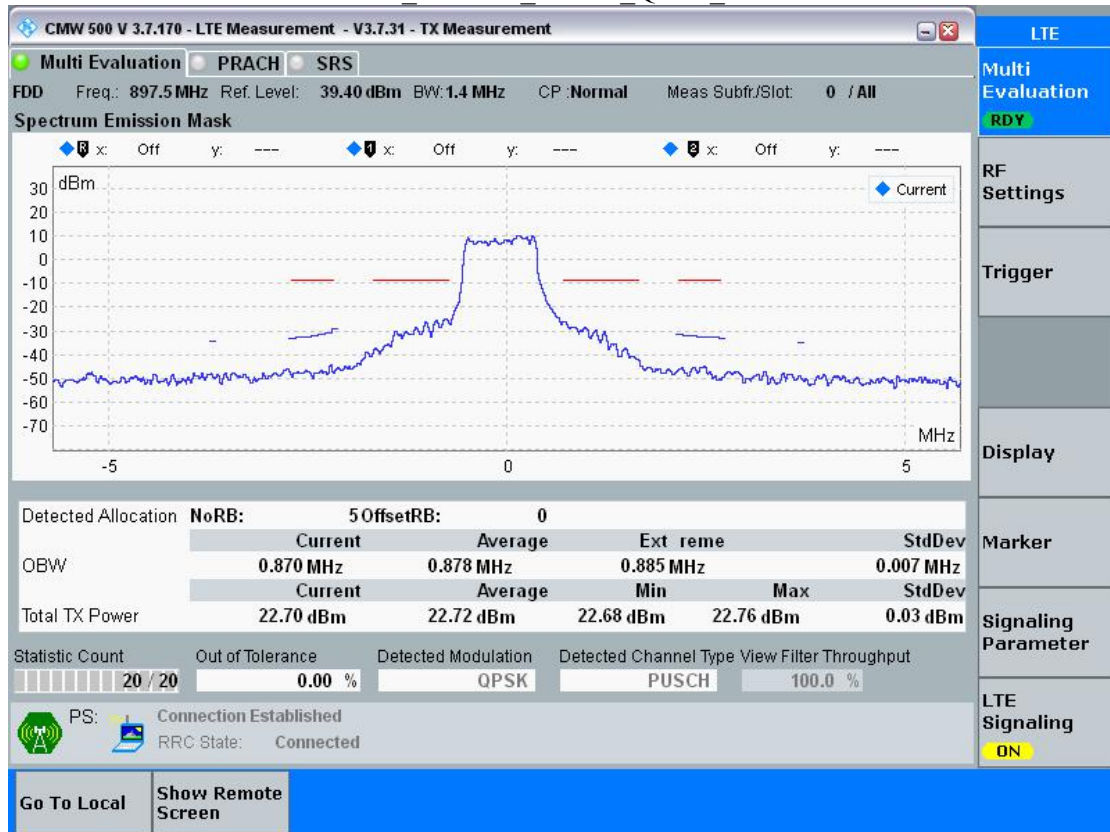 CMW 500 V 3.7.170 - LTE Measurement - V3.7.31 - TX Measurement
LTE
Multi Evaluation PRACH SRS
FDD Freq.: 897.5 MHz Ref. Level: 39.40 dBm BW: 1.4 MHz CP :Normal Meas Subfr./Slot: 0 / All
Spectrum Emission Mask
R x: Off y: --- 1 x: Off y: --- 2 x: Off y: ---
dBm
Current
30
20
10
0
-10
-20
-30
-40
-50
-60
-70
MHz
-5 0 5
Detected Allocation NoRB: 5 OffsetRB: 0
Current Average Ext reme StdDev
OBW 0.870 MHz 0.878 MHz 0.885 MHz 0.007 MHz
Current Average Min Max StdDev
Total TX Power 22.70 dBm 22.72 dBm 22.68 dBm 22.76 dBm 0.03 dBm
Statistic Count Out of Tolerance Detected Modulation Detected Channel Type View Filter Throughput
20 / 20 0.00 % QPSK PUSCH 100.0 %
PS: Connection Established
RRC State: Connected
Multi
Evaluation
RDY
RF
Settings
Trigger
Display
Marker
Signaling
Parameter
LTE
Signaling
ON
Go To Local
Show Remote
Screen